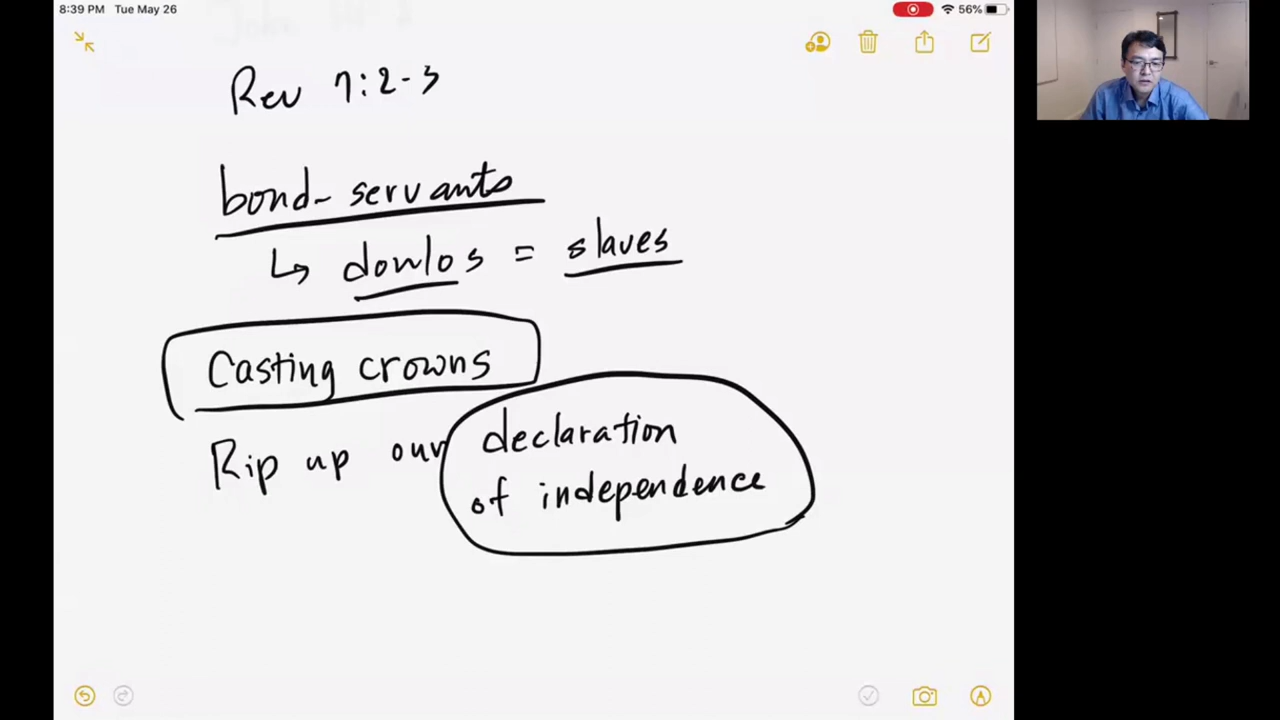 8:39 PM Tue May 26
56%
Rev 7:2-3
bond-servants
↳ doulos = slaves
Casting crowns
Rip up our declaration
of independence